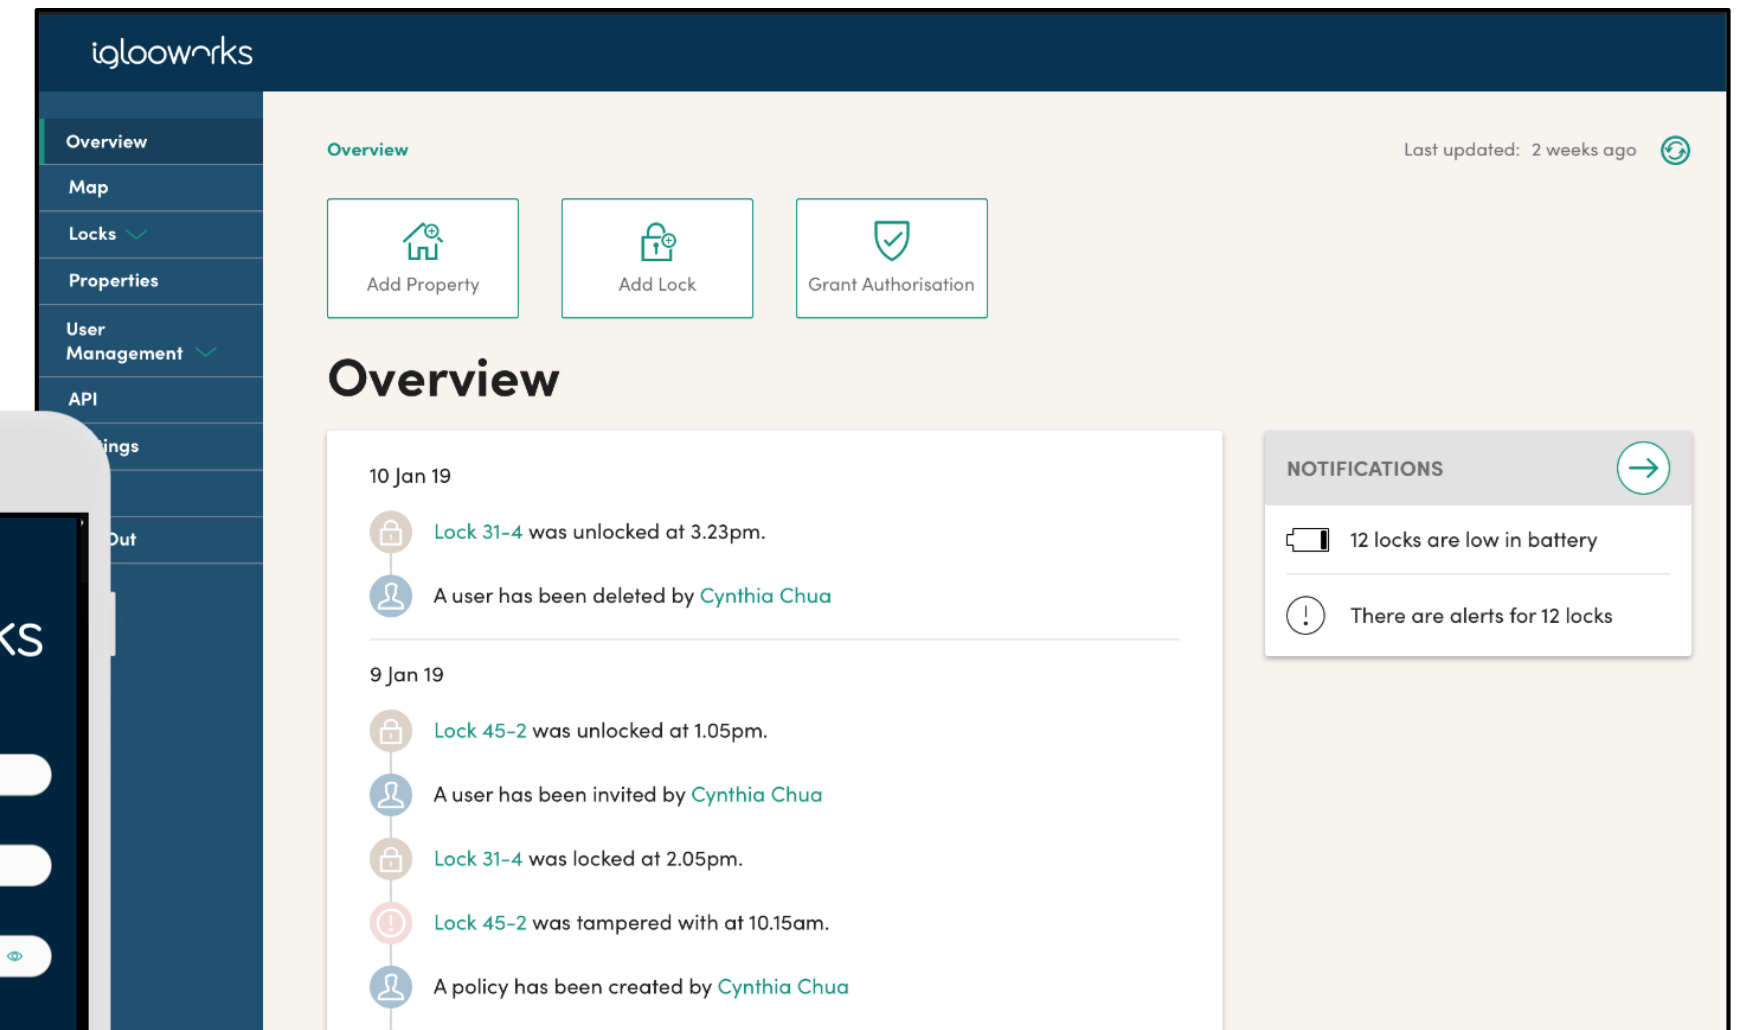 iglooworks
Overview
Map
Locks
Properties
User
Management
API
ings
Out
KS
Overview
Last updated: 2 weeks ago
Add Property
Add Lock
Grant Authorisation
Overview
10 Jan 19
Lock 31-4 was unlocked at 3.23pm.
A user has been deleted by Cynthia Chua
9 Jan 19
Lock 45-2 was unlocked at 1.05pm.
A user has been invited by Cynthia Chua
Lock 31-4 was locked at 2.05pm.
Lock 45-2 was tampered with at 10.15am.
A policy has been created by Cynthia Chua
NOTIFICATIONS
12 locks are low in battery
There are alerts for 12 locks